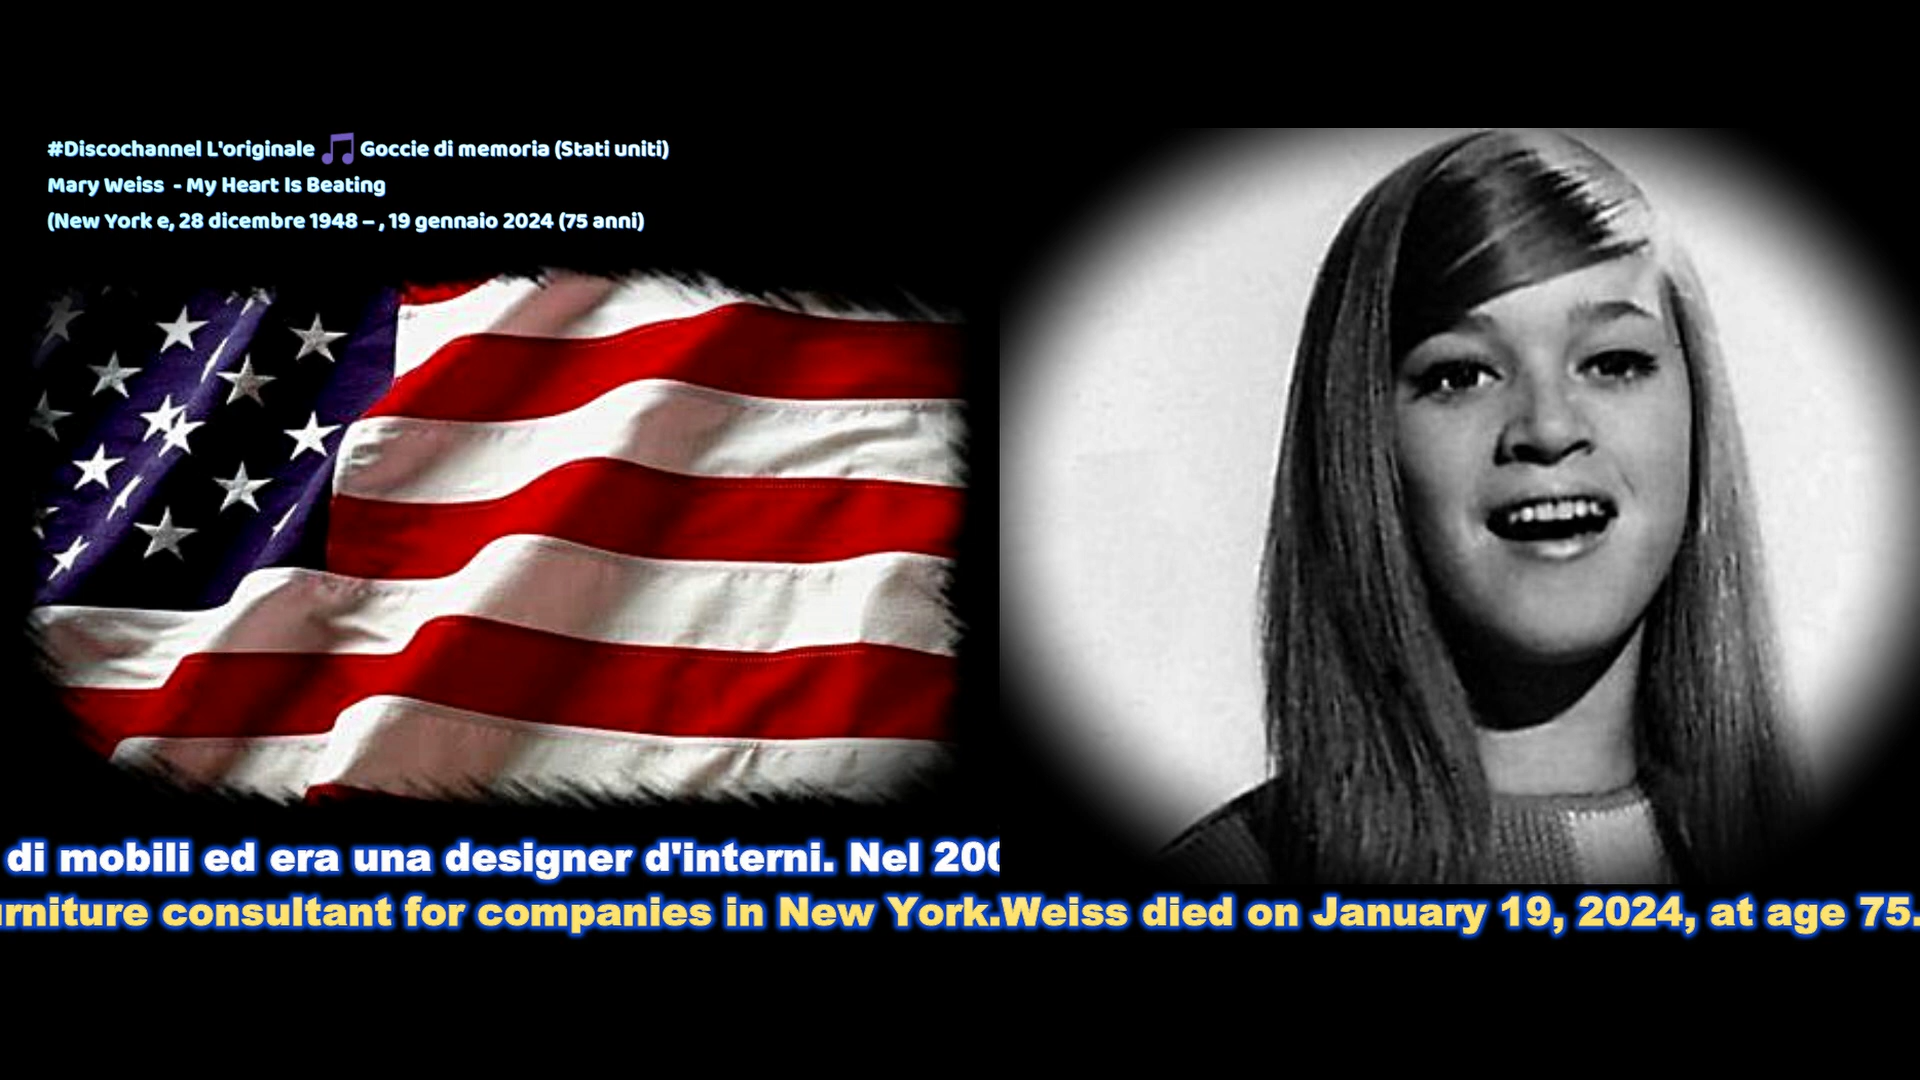 #Discochannel L'originale 🎵 Goccie di memoria (Stati uniti)
Mary Weiss - My Heart Is Beating
(New York e, 28 dicembre 1948 – , 19 gennaio 2024 (75 anni)
di mobili ed era una designer d'interni. Nel 200
urniture consultant for companies in New York.Weiss died on January 19, 2024, at age 75.